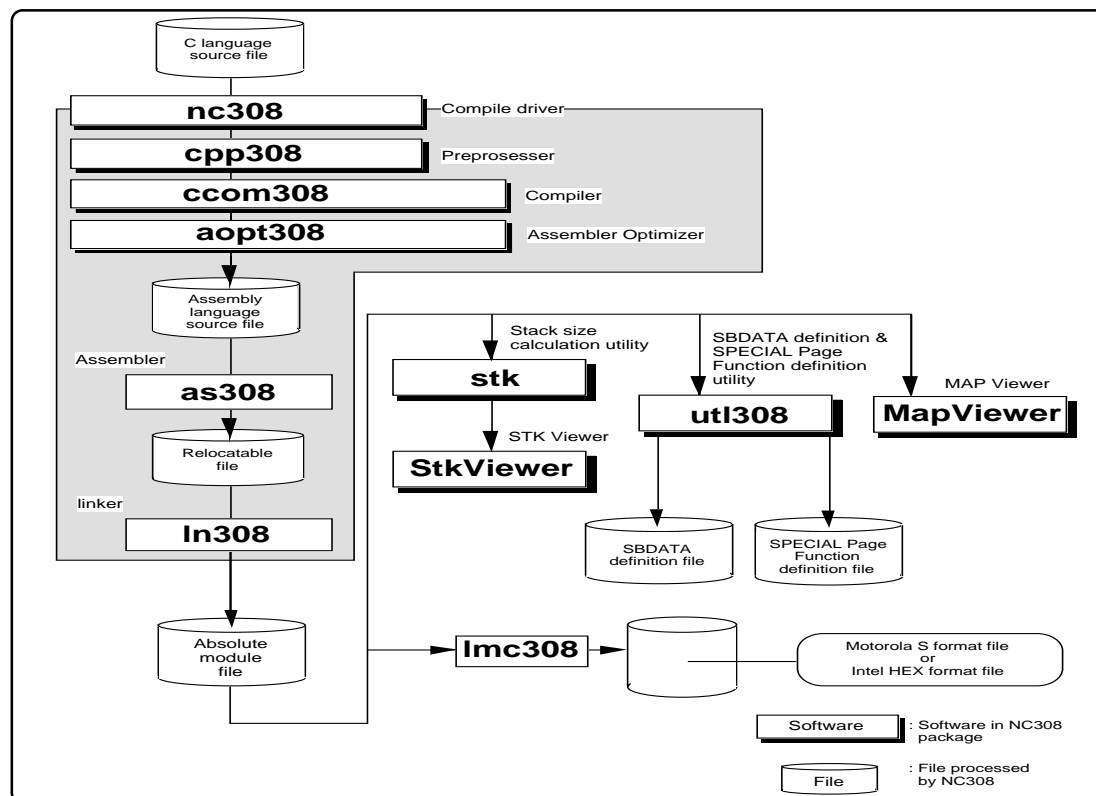 C language
source file
nc308
Compile driver
cpp308
Preprosesser
ccom308
Compiler
aopt308
Assembler Optimizer
Assembly
language
source file
Assembler
as308
Relocatable
file
linker
ln308
Absolute
module
file
Stack size
calculation utility
stk
STK Viewer
StkViewer
SBDATA definition &
SPECIAL Page
Function definition
utility
utl308
MAP Viewer
MapViewer
SBDATA
definition file
SPECIAL Page
Function
definition file
lmc308
Motorola S format file
or
Intel HEX format file
Software
: Software in NC308
package
File
: File processed
by NC308